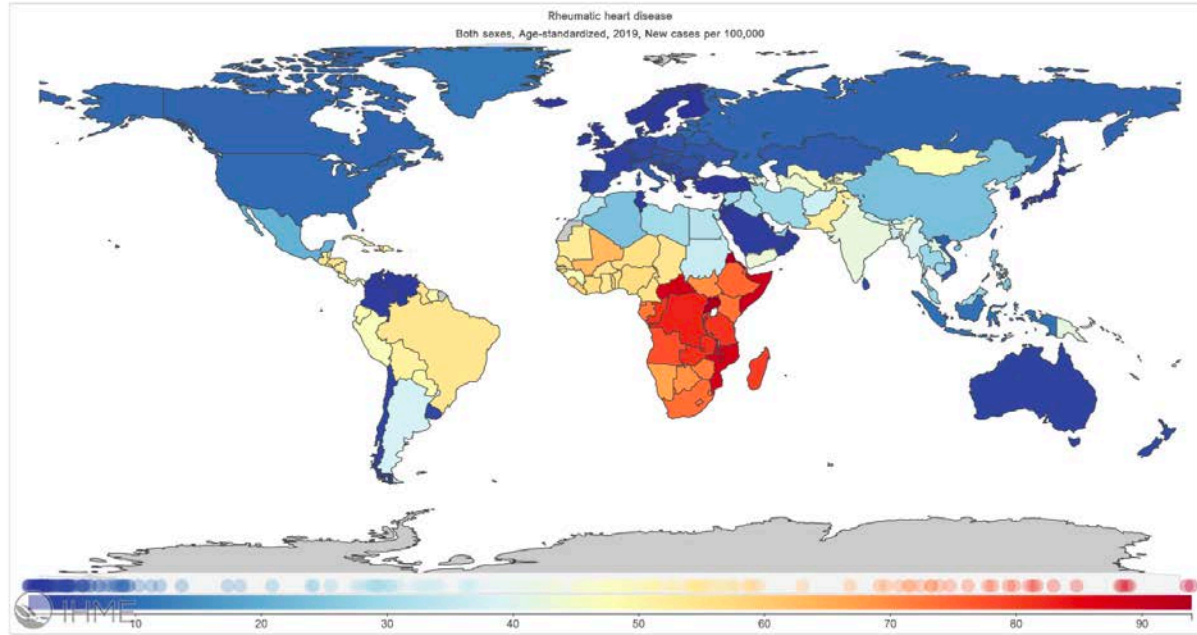 Rheumatic heart disease
Both sexes, Age-standardized, 2019, New cases per 100,000
IHME
10 20 30 40 50 60 70 80 90